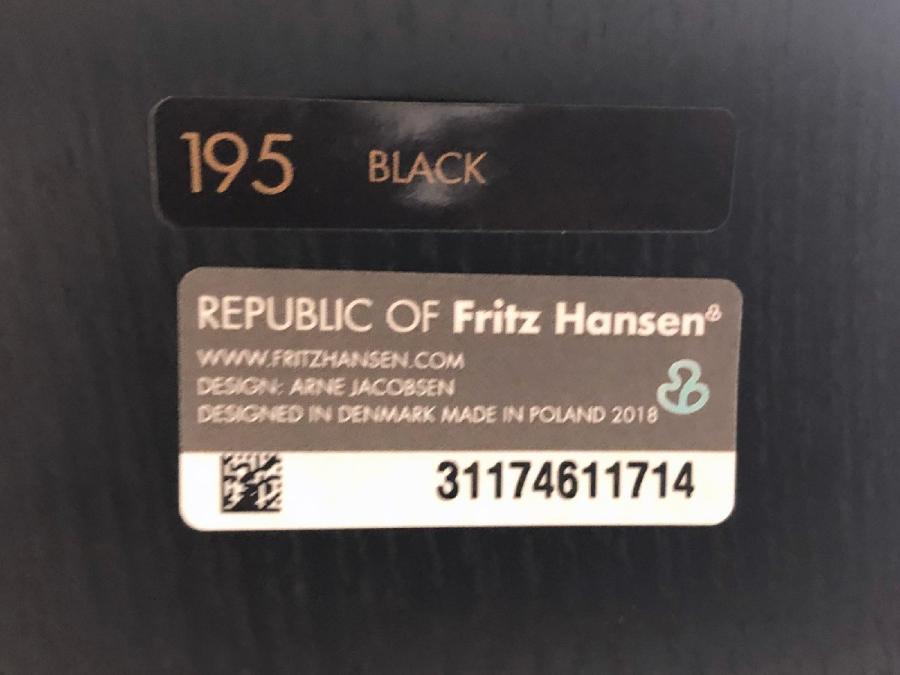 195 BLACK
REPUBLIC OF Fritz Hansen
WWW.FRITZHANSEN.COM
DESIGN: ARNE JACOBSEN
DESIGNED IN DENMARK MADE IN POLAND 2018
31174611714